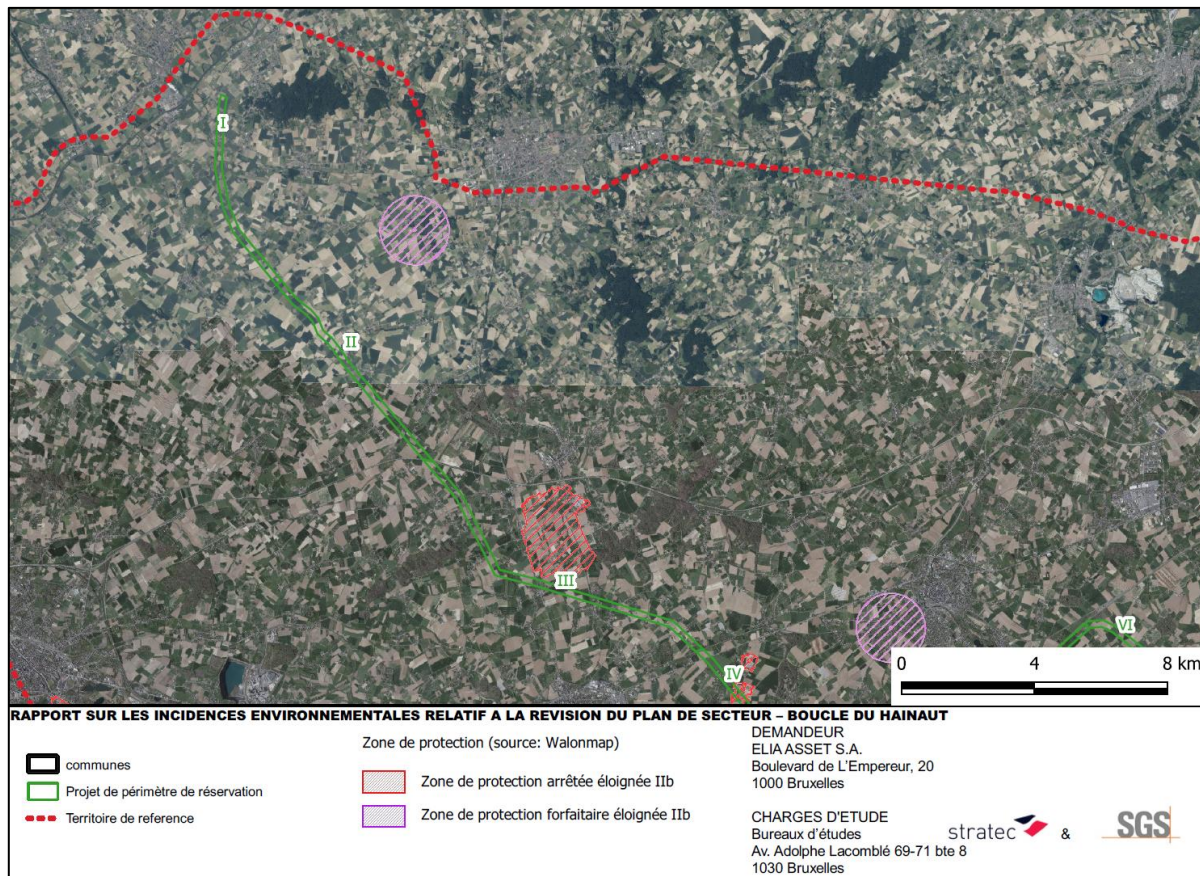 I
II
III
IV
VI
0 4 8 km
RAPPORT SUR LES INCIDENCES ENVIRONNEMENTALES RELATIF A LA REVISION DU PLAN DE SECTEUR – BOUCLE DU HAINAUT
communes
Projet de périmètre de réservation
Territoire de reference
Zone de protection (source: Walonmap)
Zone de protection arrêtée éloignée IIb
Zone de protection forfaitaire éloignée IIb
DEMANDEUR
ELIA ASSET S.A.
Boulevard de L'Empereur, 20
1000 Bruxelles
CHARGES D'ETUDE
Bureaux d'études
Av. Adolphe Lacomblé 69-71 bte 8
1030 Bruxelles
stratec & SGS